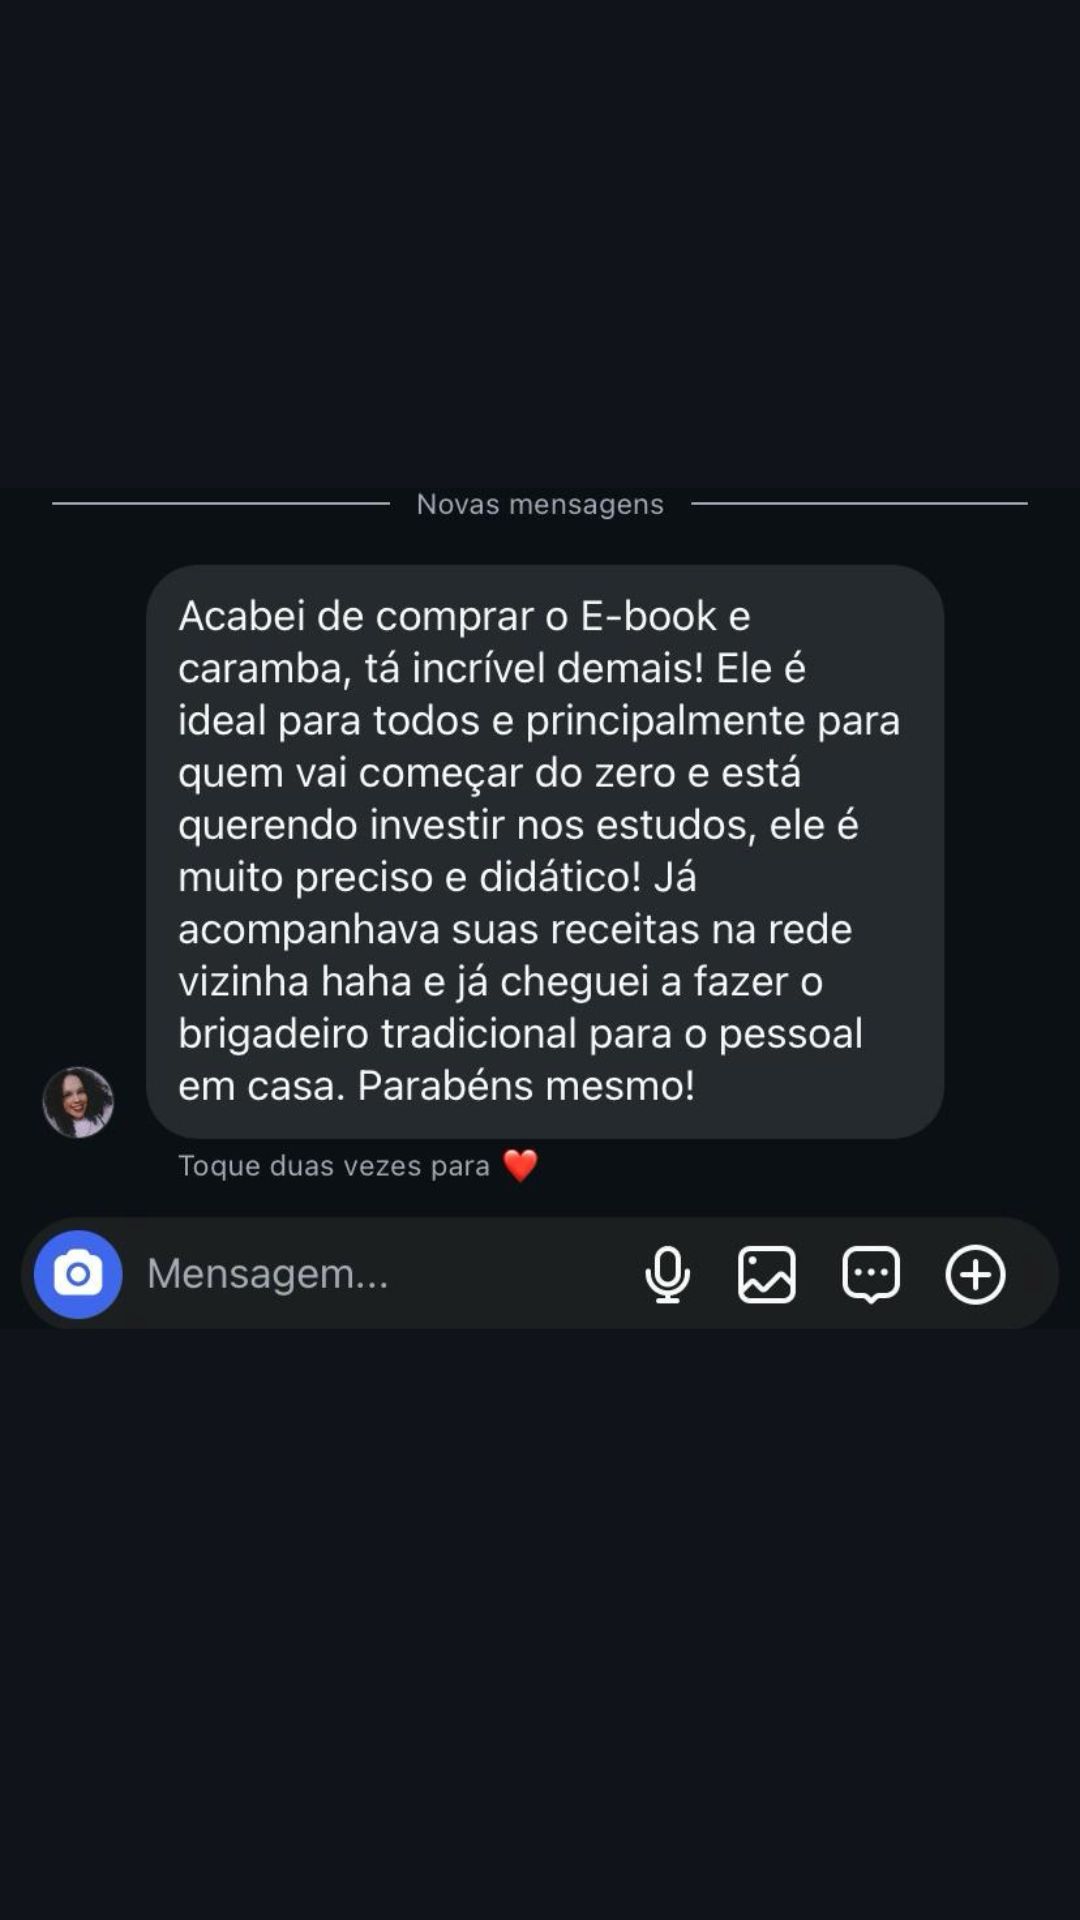 Novas mensagens
Acabei de comprar o E-book e
caramba, tá incrível demais! Ele é
ideal para todos e principalmente para
quem vai começar do zero e está
querendo investir nos estudos, ele é
muito preciso e didático! Já
acompanhava suas receitas na rede
vizinha haha e já cheguei a fazer o
brigadeiro tradicional para o pessoal
em casa. Parabéns mesmo!
Toque duas vezes para ❤️
Mensagem...